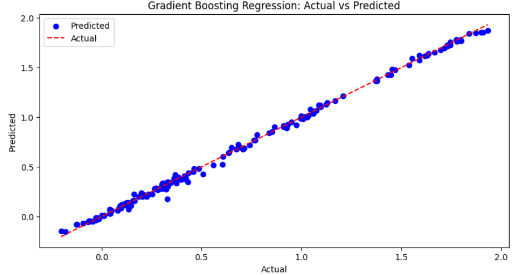 Gradient Boosting Regression: Actual vs Predicted
2.0
Predicted
Actual
1.5
1.0
0.5
0.0
Predicted
0.0 0.5 1.0 1.5 2.0
Actual